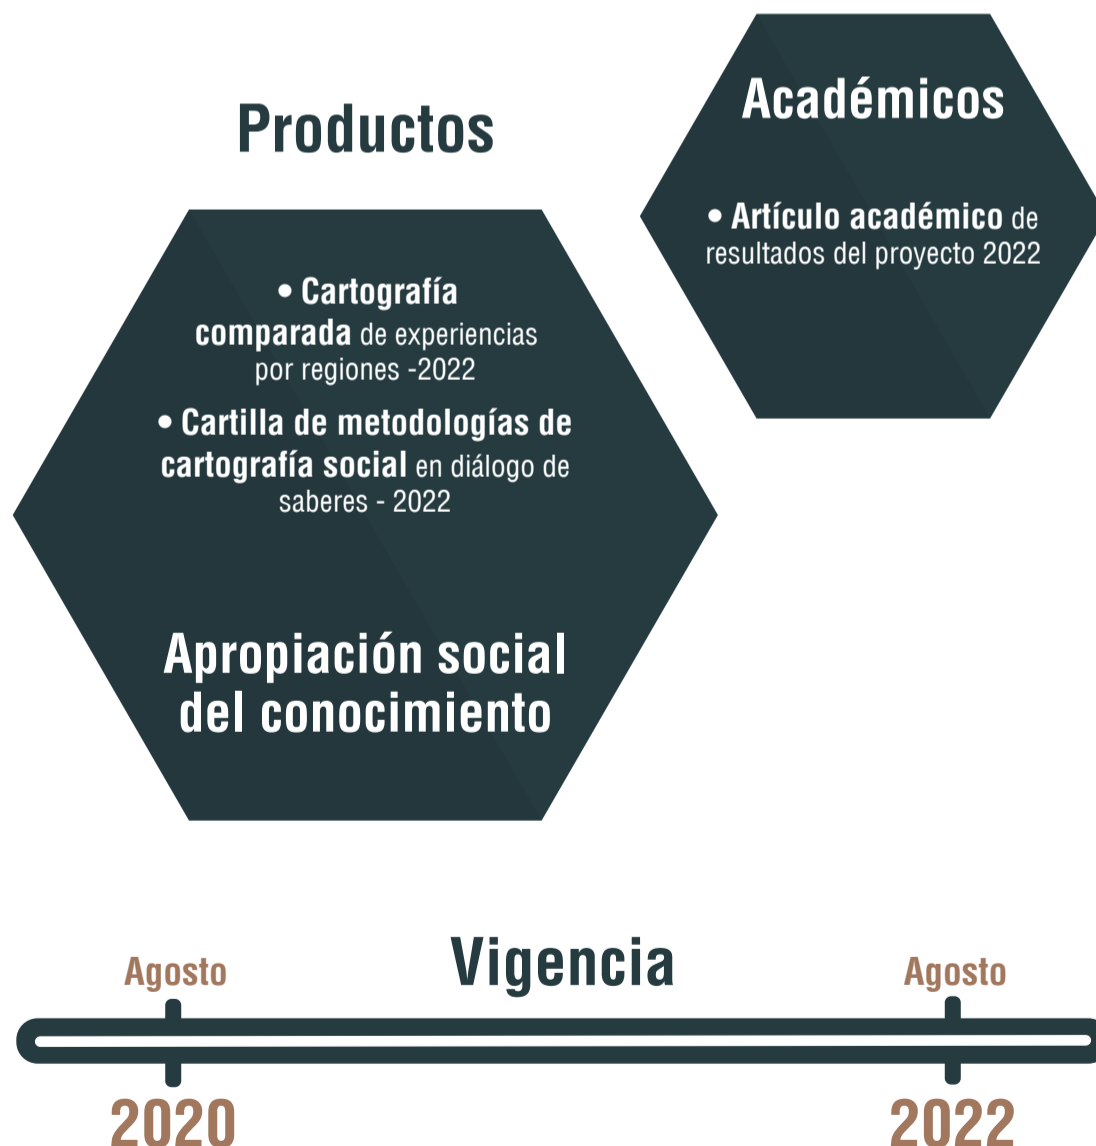 Productos
• Cartografía
comparada de experiencias
por regiones -2022
• Cartilla de metodologías de
cartografía social en diálogo de
saberes - 2022
Apropiación social
del conocimiento
Académicos
• Artículo académico de
resultados del proyecto 2022
Vigencia
Agosto
2020
Agosto
2022